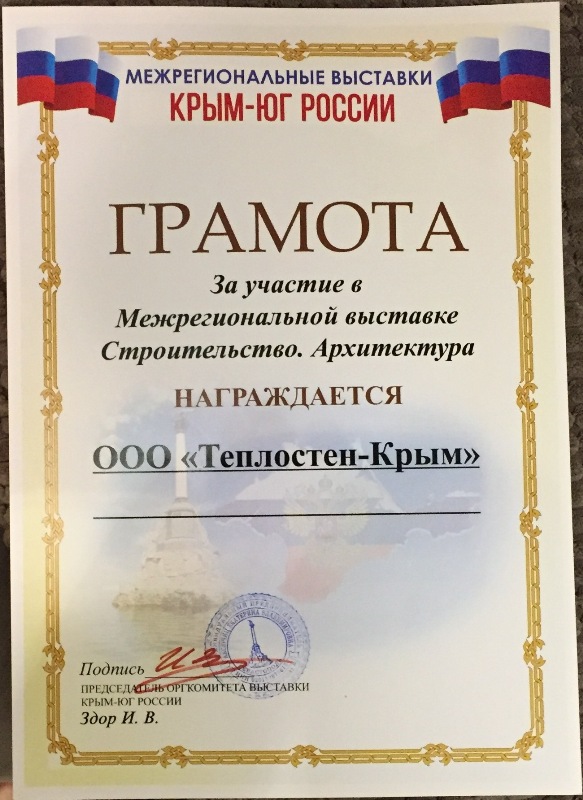 МЕЖРЕГИОНАЛЬНЫЕ ВЫСТАВКИ
КРЫМ-ЮГ РОССИИ
ГРАМОТА
За участие в
Межрегиональной выставке
Строительство. Архитектура
НАГРАЖДАЕТСЯ
ООО «Теплостен-Крым»
Подпись
ПРЕДСЕДАТЕЛЬ ОРГКОМИТЕТА ВЫСТАВКИ
КРЫМ-ЮГ РОССИИ
Здор И. В.